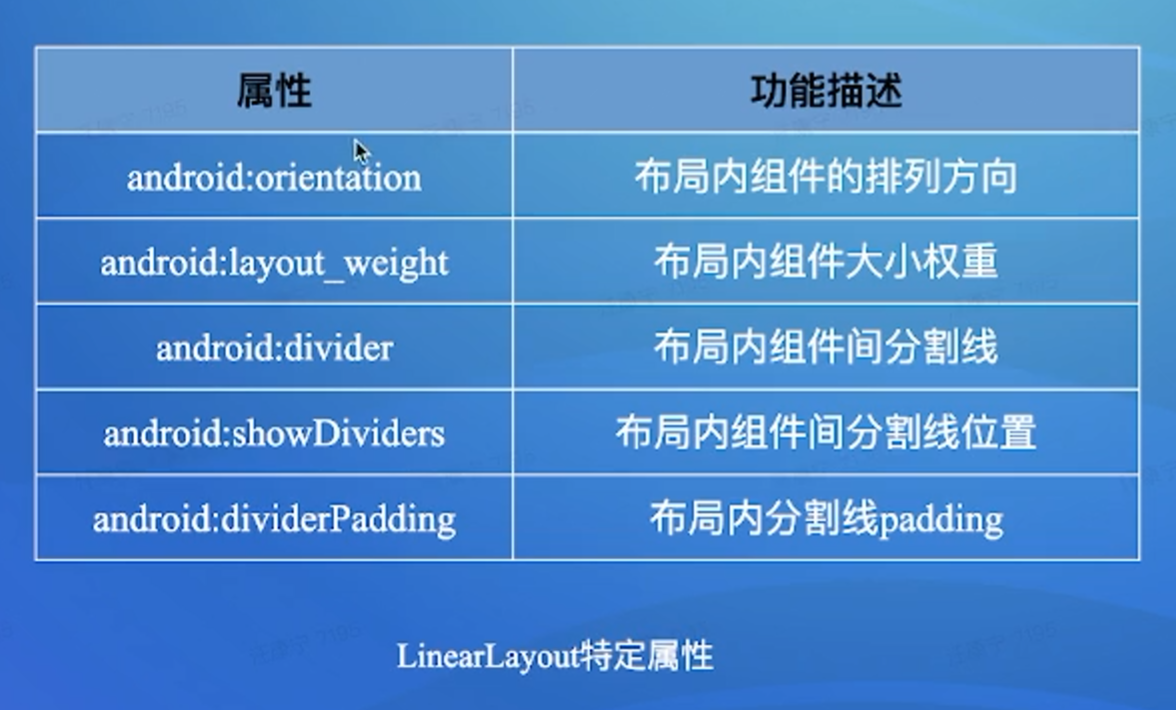 属性 功能描述
android:orientation 布局内组件的排列方向
android:layout_weight 布局内组件大小权重
android:divider 布局内组件间分割线
android:showDividers 布局内组件间分割线位置
android:dividerPadding 布局内分割线padding
LinearLayout特定属性